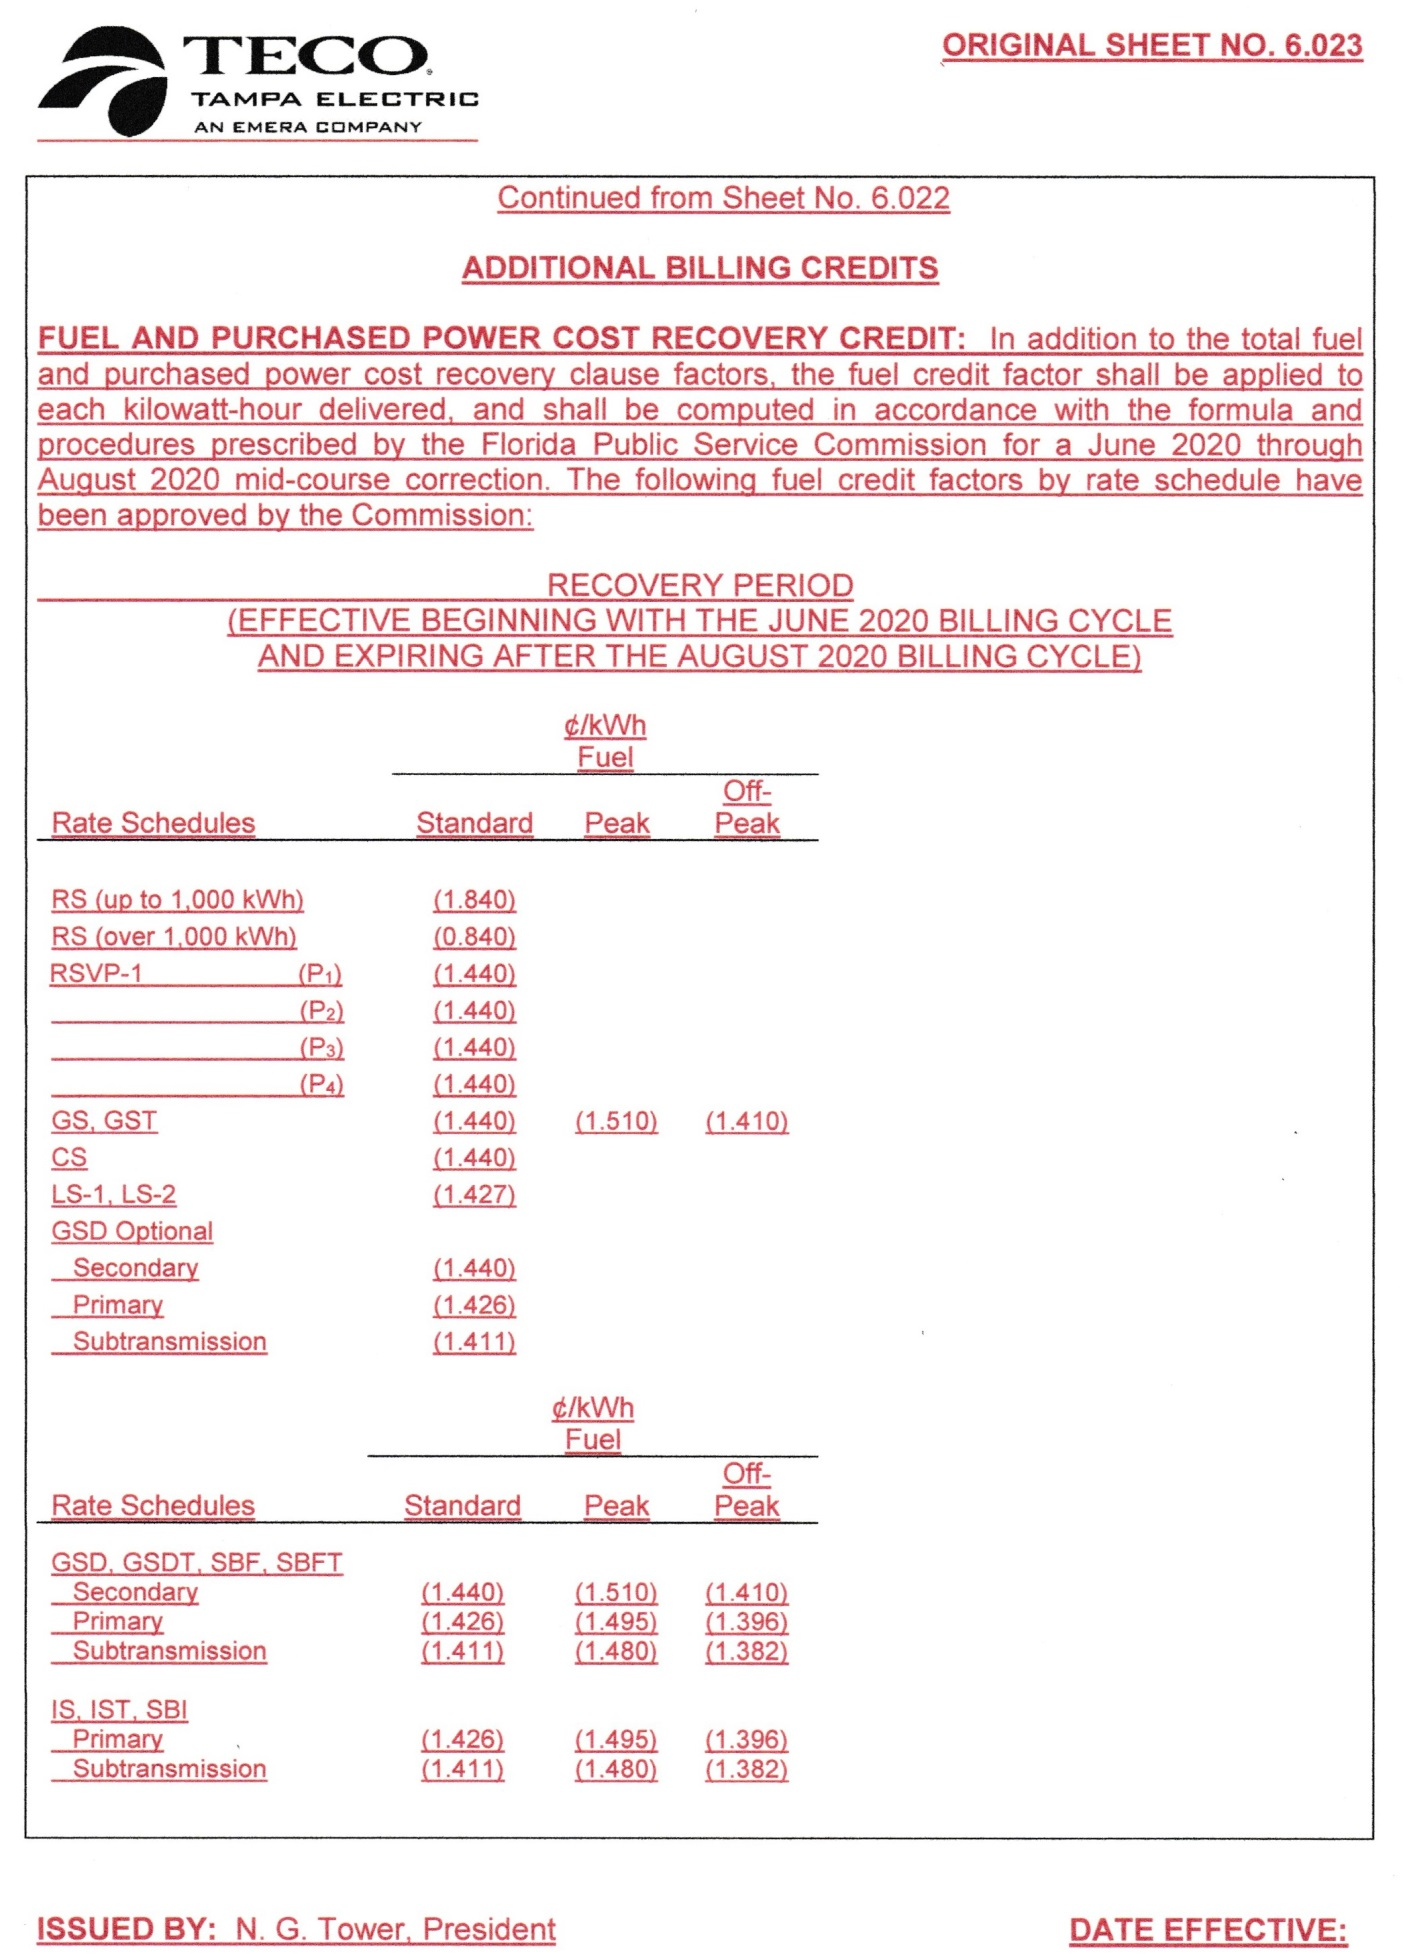 TECO®
TAMPA ELECTRIC
AN EMERA COMPANY
ORIGINAL SHEET NO. 6.023
Continued from Sheet No. 6.022
ADDITIONAL BILLING CREDITS
FUEL AND PURCHASED POWER COST RECOVERY CREDIT: In addition to the total fuel
and purchased power cost recovery clause factors, the fuel credit factor shall be applied to
each kilowatt-hour delivered, and shall be computed in accordance with the formula and
procedures prescribed by the Florida Public Service Commission for a June 2020 through
August 2020 mid-course correction. The following fuel credit factors by rate schedule have
been approved by the Commission:
RECOVERY PERIOD
(EFFECTIVE BEGINNING WITH THE JUNE 2020 BILLING CYCLE
AND EXPIRING AFTER THE AUGUST 2020 BILLING CYCLE)
¢/kWh
Fuel
Off-
Rate Schedules Standard Peak Peak
RS (up to 1,000 kWh) (1.840)
RS (over 1,000 kWh) (0.840)
RSVP-1 (P1) (1.440)
(P2) (1.440)
(P3) (1.440)
(P4) (1.440)
GS, GST (1.440) (1.510) (1.410)
CS (1.440)
LS-1, LS-2 (1.427)
GSD Optional
Secondary (1.440)
Primary (1.426)
Subtransmission (1.411)
¢/kWh
Fuel
Off-
Rate Schedules Standard Peak Peak
GSD, GSDT, SBF, SBFT
Secondary (1.440) (1.510) (1.410)
Primary (1.426) (1.495) (1.396)
Subtransmission (1.411) (1.480) (1.382)
IS, IST, SBI
Primary (1.426) (1.495) (1.396)
Subtransmission (1.411) (1.480) (1.382)
ISSUED BY: N. G. Tower, President
DATE EFFECTIVE: